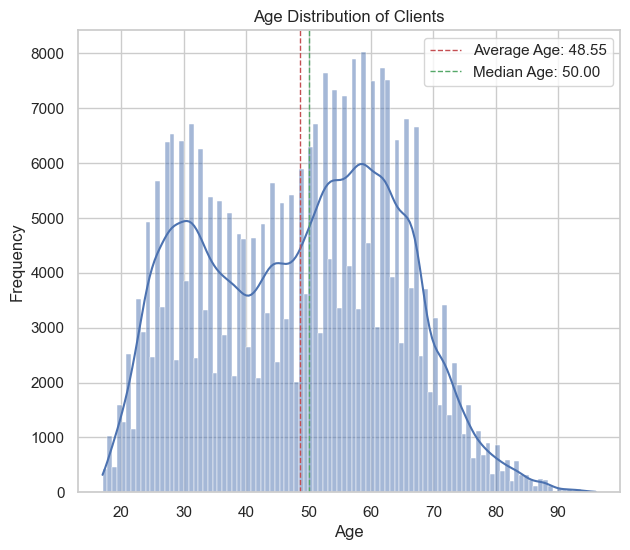 Age Distribution of Clients
Average Age: 48.55
Median Age: 50.00
Frequency
8000
7000
6000
5000
4000
3000
2000
1000
0
20 30 40 50 60 70 80 90
Age